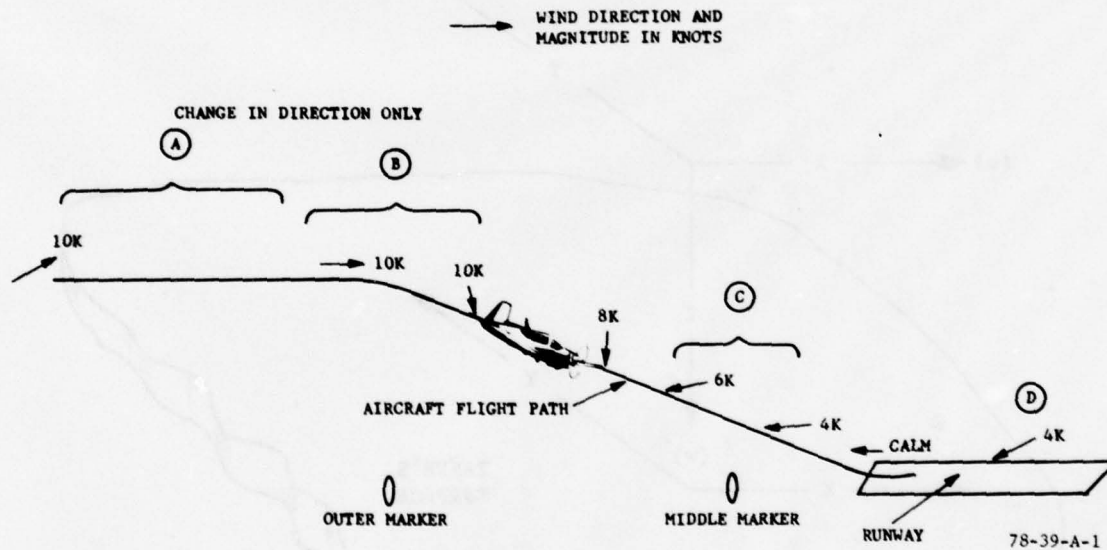 WIND DIRECTION AND
MAGNITUDE IN KNOTS
CHANGE IN DIRECTION ONLY
A
B
10K
10K
10K
8K
C
6K
AIRCRAFT FLIGHT PATH
4K
D
CALM
4K
OUTER MARKER
MIDDLE MARKER
RUNWAY
78-39-A-1